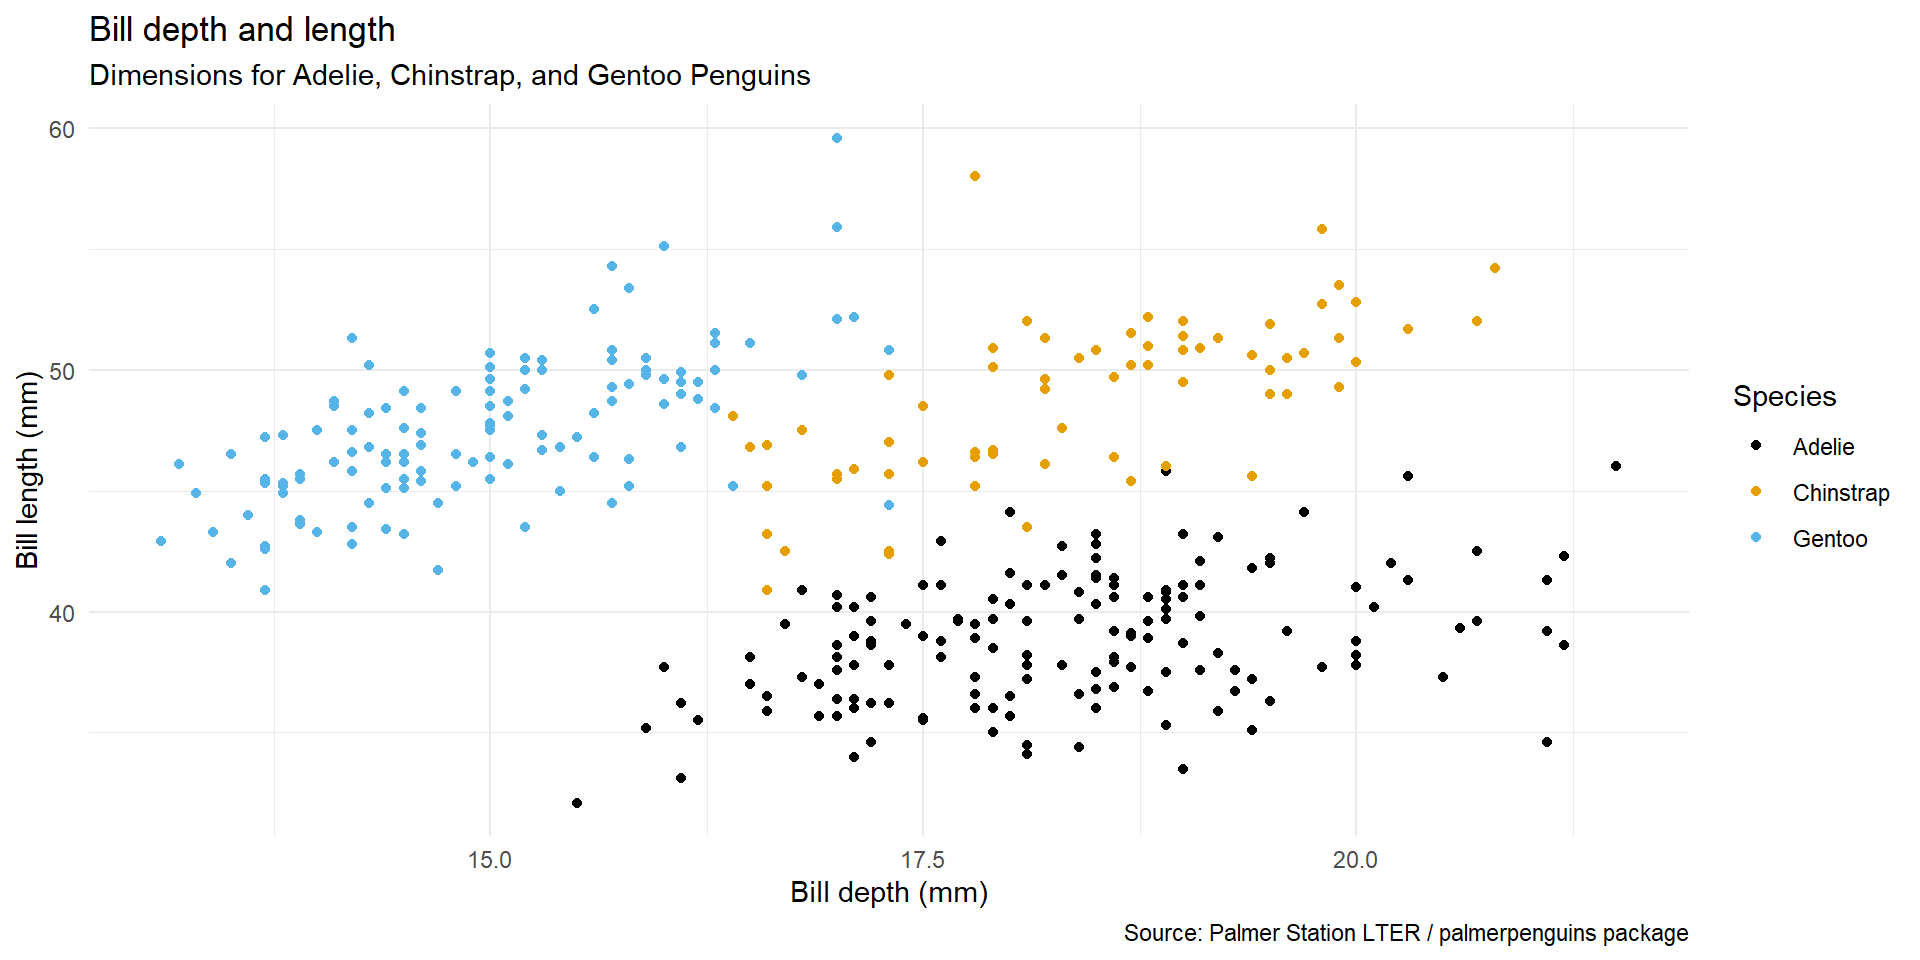 Bill depth and length
Dimensions for Adelie, Chinstrap, and Gentoo Penguins
Bill length (mm)
60
50
40
15.0
17.5
20.0
Bill depth (mm)
Species
Adelie
Chinstrap
Gentoo
Source: Palmer Station LTER / palmerpenguins package